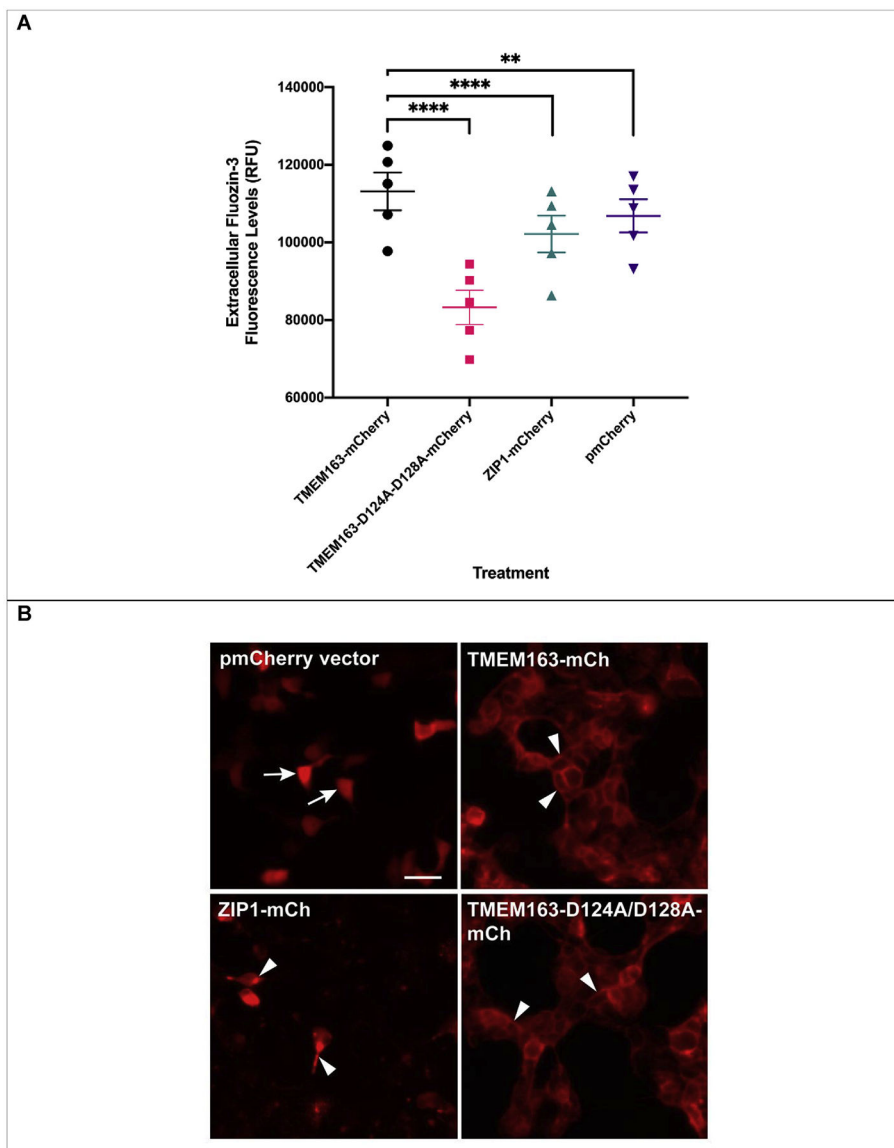 A
**
****
****
140000
120000
100000
80000
60000
Extracellular Fluozin-3
Fluorescence Levels (RFU)
TMEM163-mCherry
TMEM163-D124A-D128A-mCherry
ZIP1-mCherry
pmCherry
Treatment
B
pmCherry vector
TMEM163-mCh
ZIP1-mCh
TMEM163-D124A/D128A-
mCh